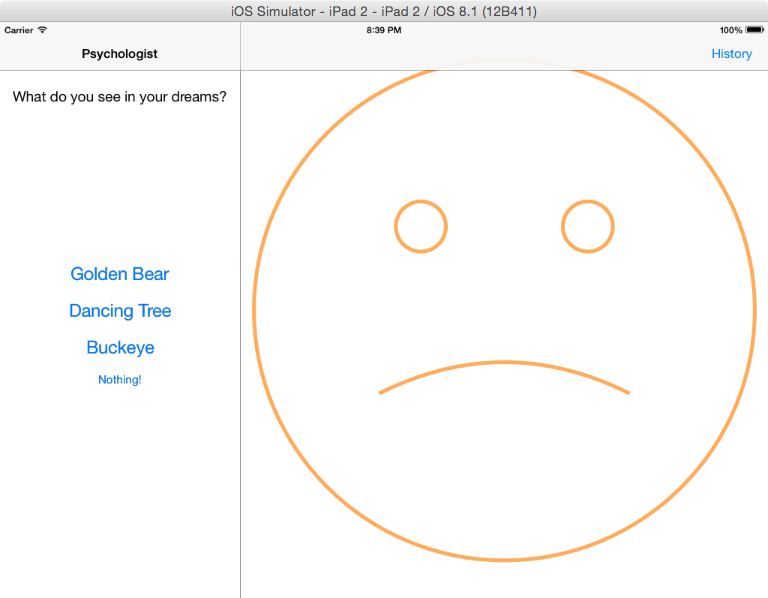 iOS Simulator - iPad 2 - iPad 2 / iOS 8.1 (12B411)
Carrier 8:39 PM 100%
Psychologist History
What do you see in your dreams?
Golden Bear
Dancing Tree
Buckeye
Nothing!